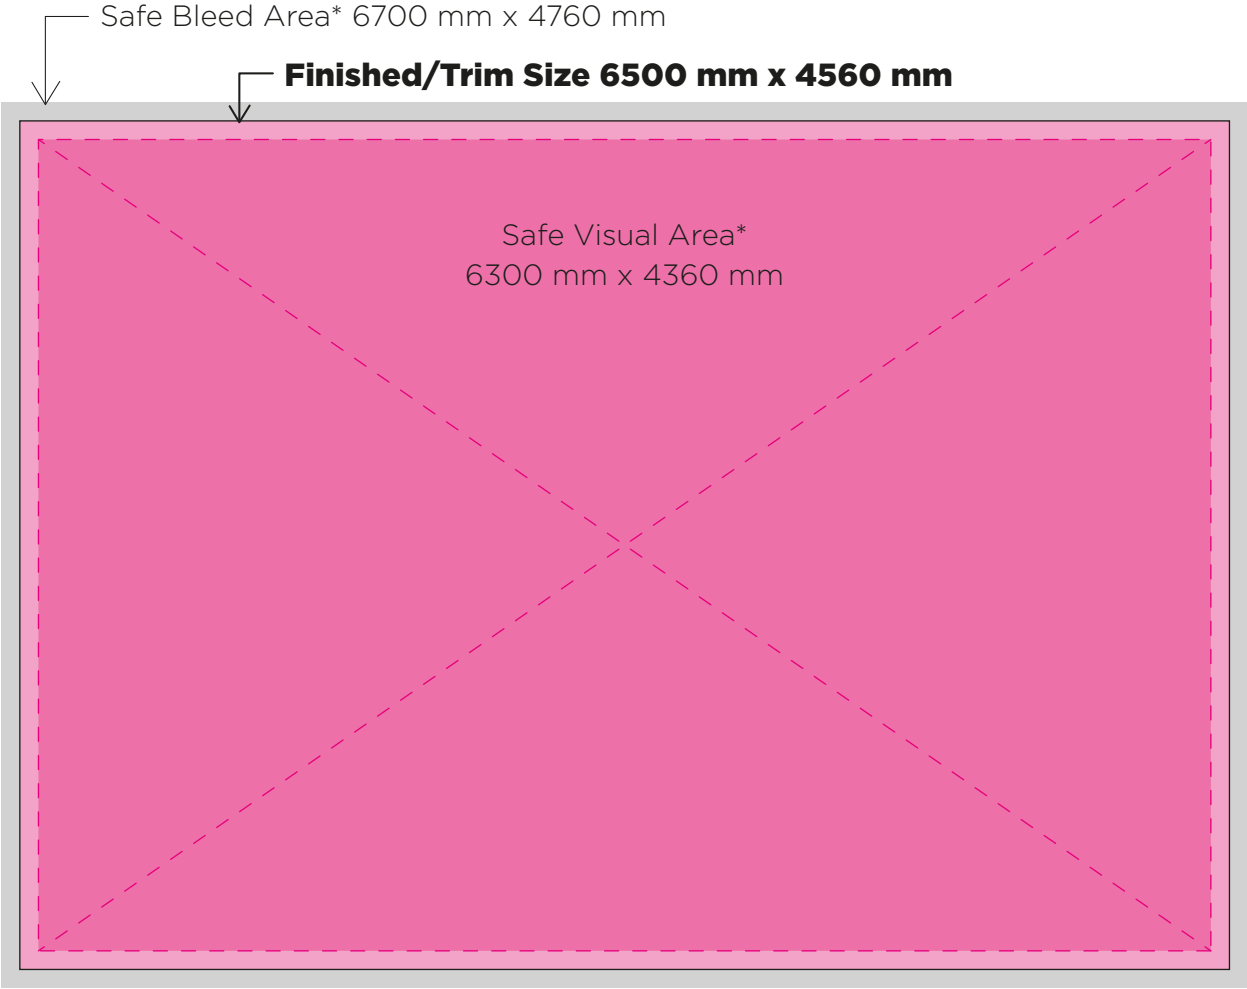 Safe Bleed Area* 6700 mm x 4760 mm
Finished/Trim Size 6500 mm x 4560 mm
Safe Visual Area*
6300 mm x 4360 mm